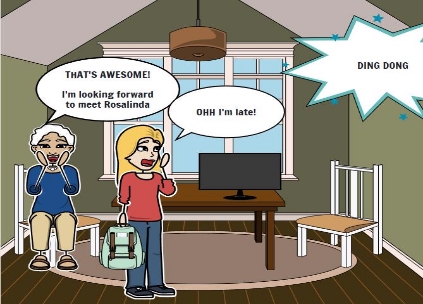 THAT'S AWESOME!
I'm looking forward
to meet Rosalinda
OHH I'm late!
DING DONG